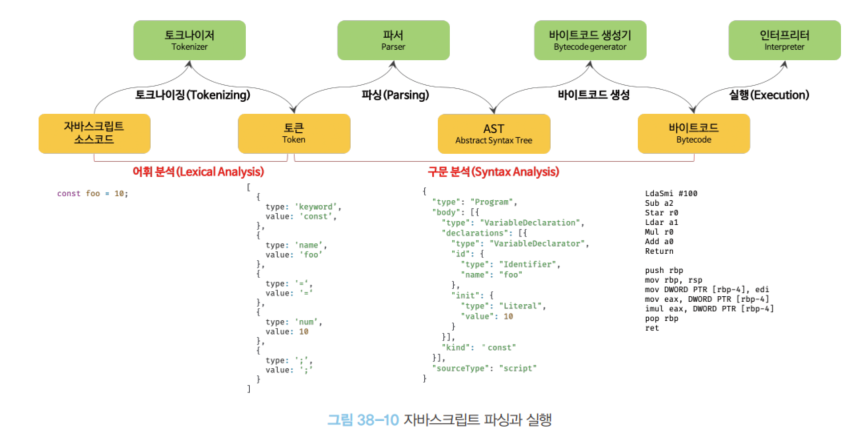 토크나이저
Tokenizer
파서
Parser
바이트코드 생성기
Bytecode generator
인터프리터
Interpreter
토크나이징(Tokenizing)
파싱(Parsing)
바이트코드 생성
실행(Execution)
자바스크립트
소스코드
토큰
Token
AST
Abstract Syntax Tree
바이트코드
Bytecode
어휘 분석(Lexical Analysis)
구문 분석(Syntax Analysis)
const foo = 10;
[
{
type: 'keyword',
value: 'const',
},
{
type: 'name',
value: 'foo'
},
{
type: '=',
value: '='
},
{
type: 'num',
value: 10
},
{
type: ';',
value: ';'
}
]
{
"type": "Program",
"body": [{
"type": "VariableDeclaration",
"declarations": [{
"type": "VariableDeclarator",
"id": {
"type": "Identifier",
"name": "foo"
},
"init": {
"type": "Literal",
"value": 10
}
}],
"kind": 'const"
}],
"sourceType": "script"
}
LdaSmi #100
Sub a2
Star r0
Ldar a1
Mul r0
Add a0
Return
push rbp
mov rbp, rsp
mov DWORD PTR [rbp-4], edi
mov eax, DWORD PTR [rbp-4]
imul eax, DWORD PTR [rbp-4]
pop rbp
ret
그림 38-10 자바스크립트 파싱과 실행